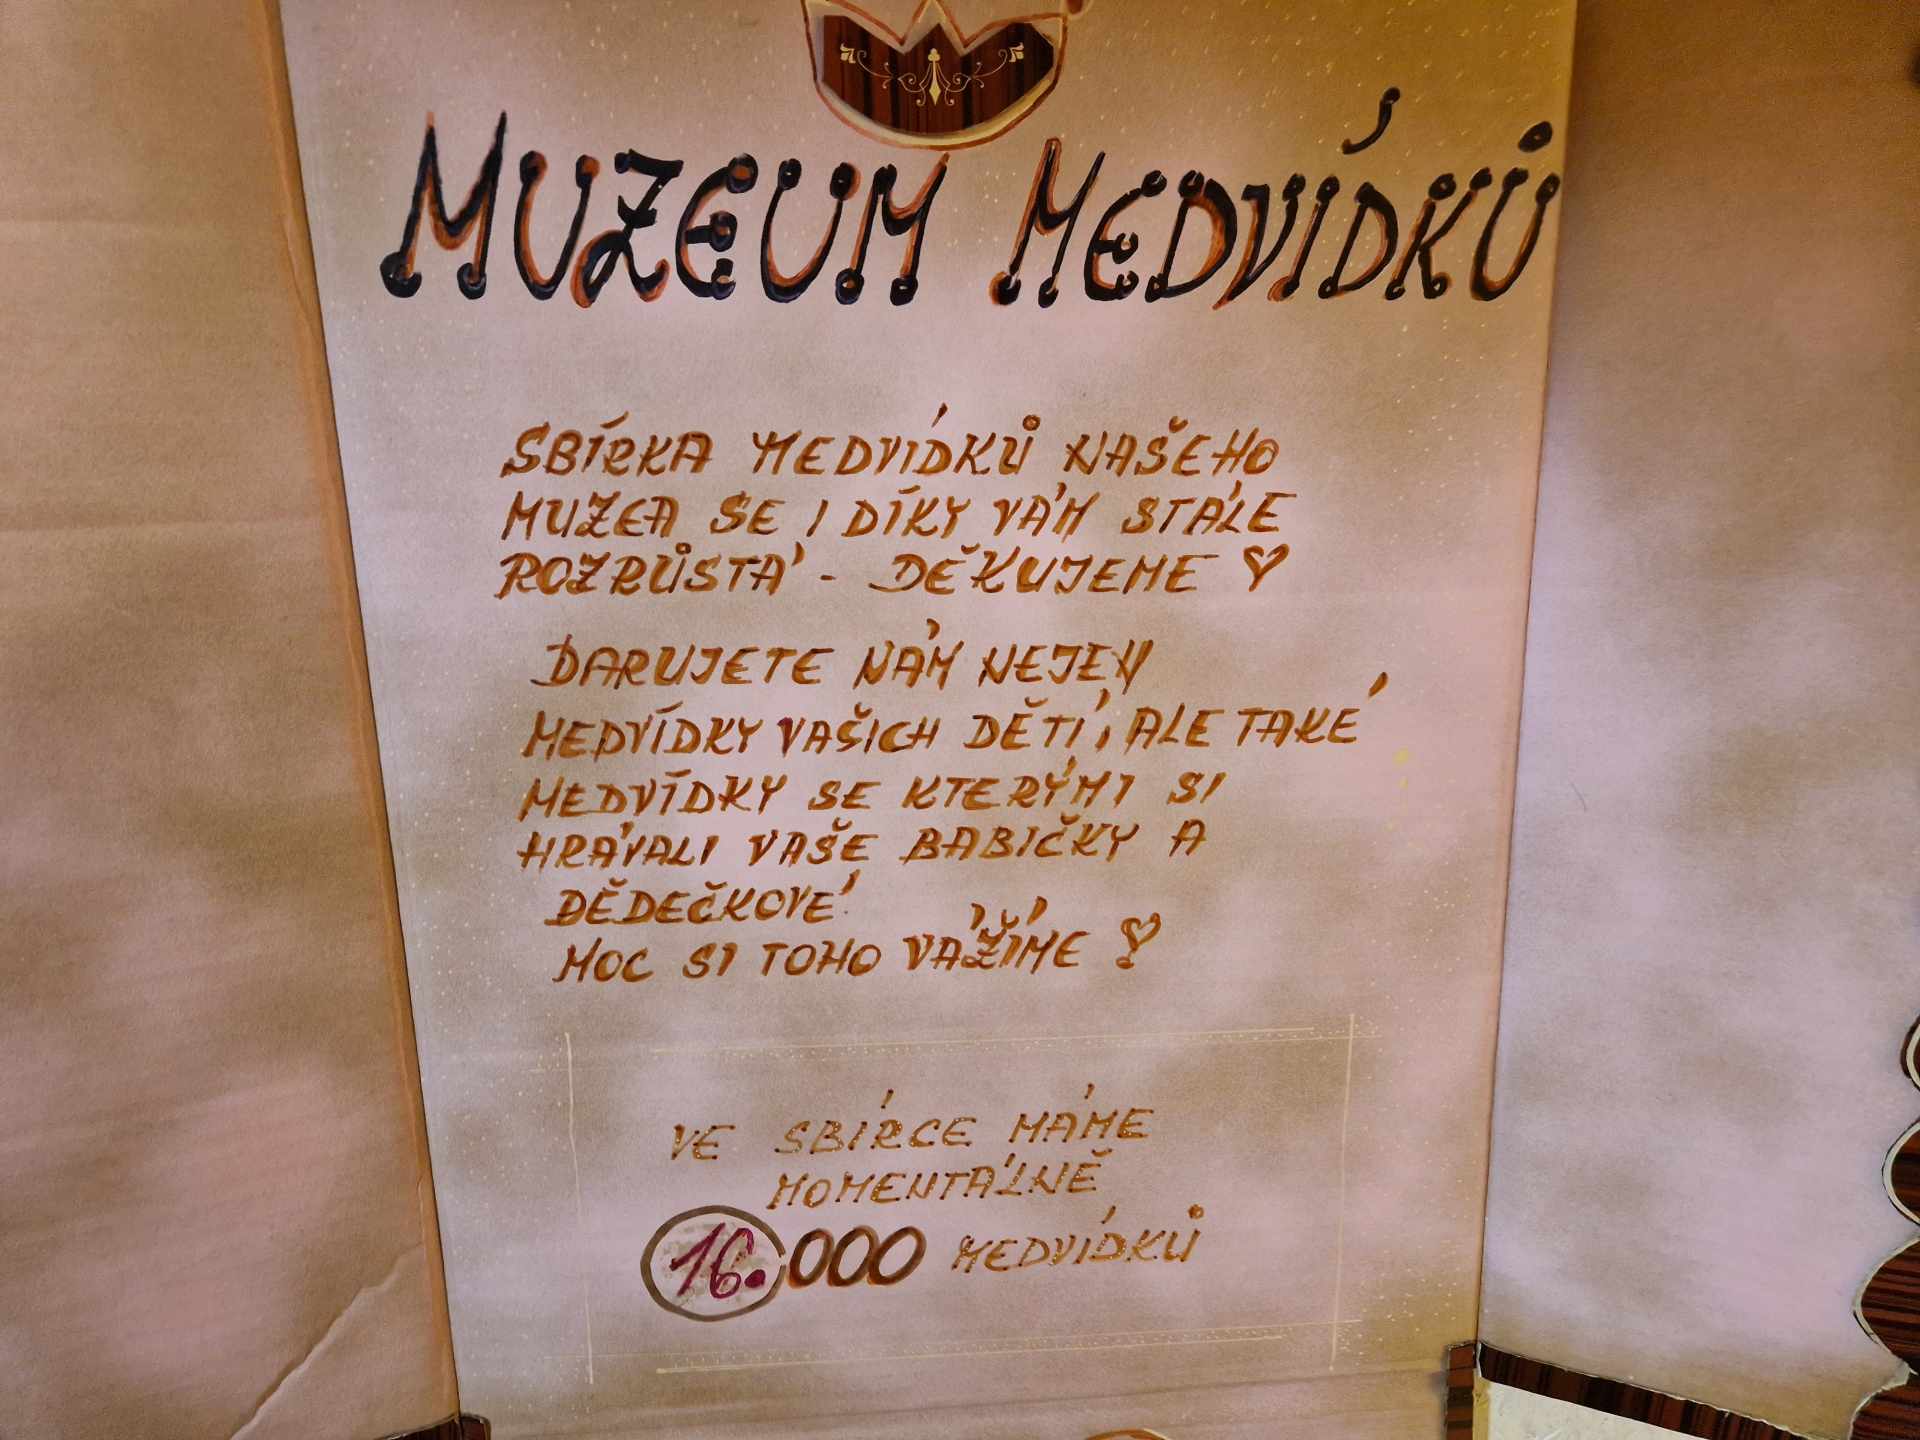 MUZEUM MEDVÍDKŮ
SBÍRKA MEDVÍDKŮ NAŠEHO
MUZEA SE I DÍKY VÁM STÁLE
ROZRŮSTÁ - DĚKUJEME
DARUJETE NÁM NEJEN
MEDVÍDKY VAŠICH DĚTÍ, ALE TAKÉ
MEDVÍDKY SE KTERÝMI SI
HRÁVALI VAŠE BABIČKY A
DĚDEČKOVÉ.
MOC SI TOHO VÁŽÍME
VE SBÍRCE MÁME
MOMENTÁLNĚ
16.000 MEDVÍDKŮ